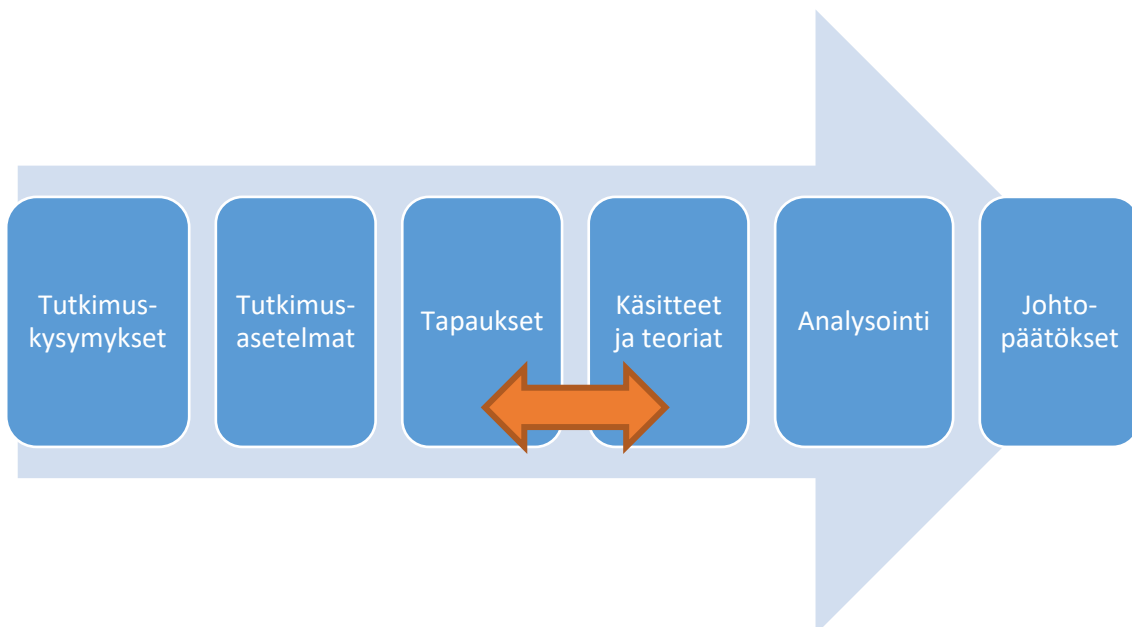 Tutkimus-
kysymykset
Tutkimus-
asetelmat
Tapaukset
Käsitteet
ja teoriat
Analysointi
Johto-
päätökset